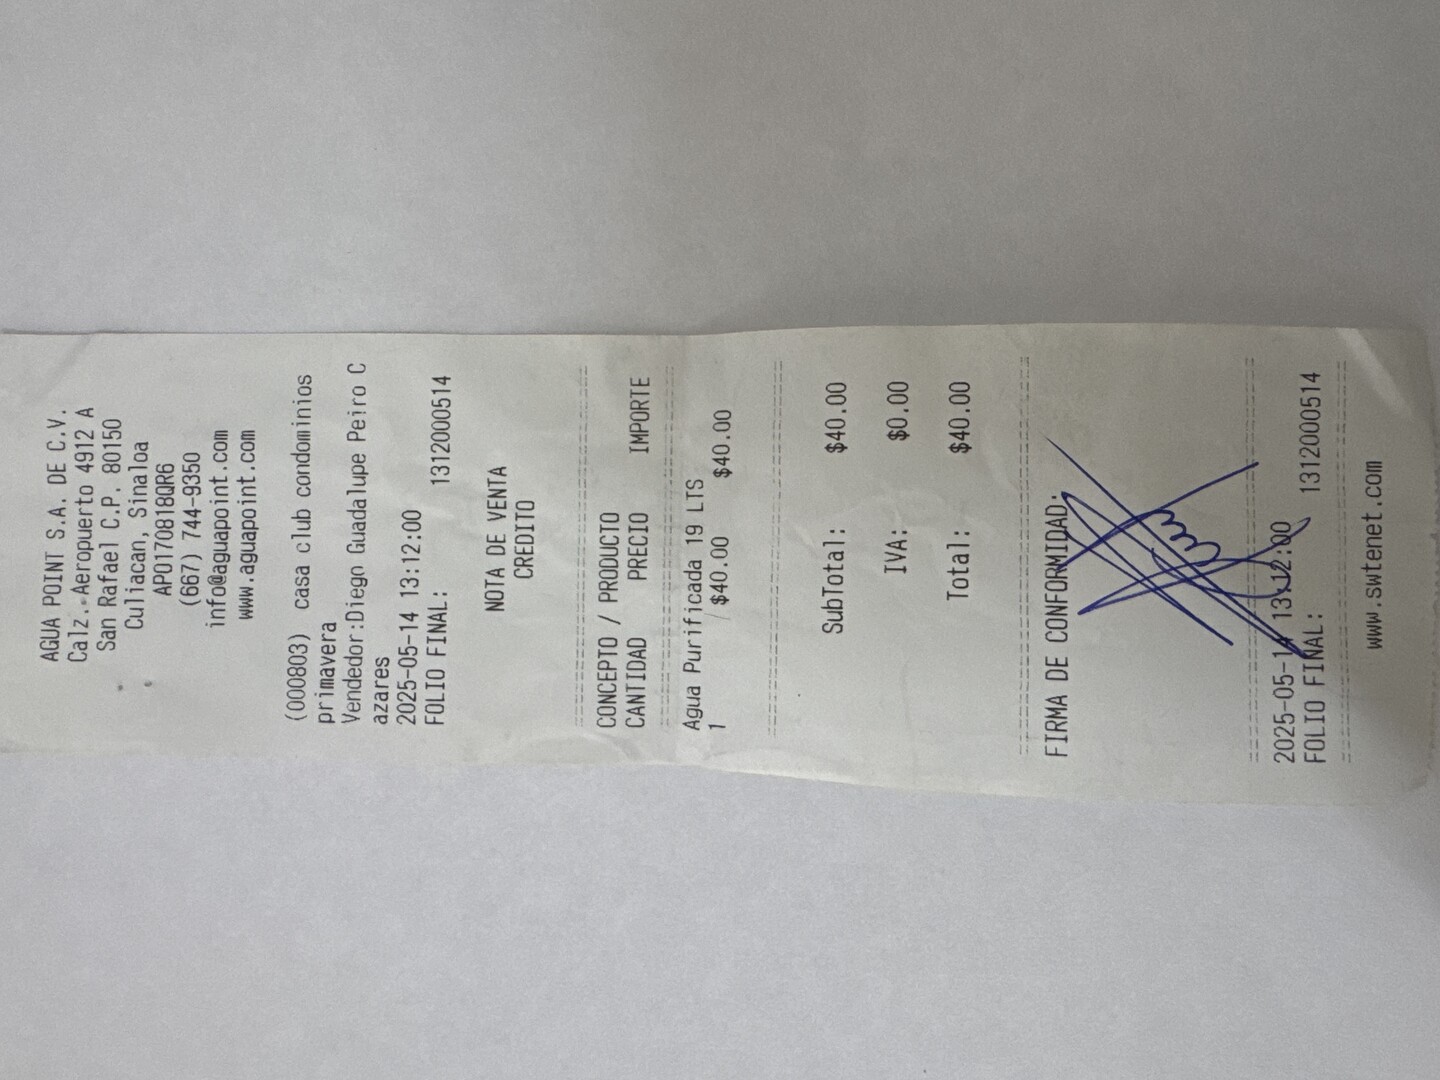 AGUA POINT S.A. DE C.V.
Calz. Aeropuerto 4912 A
San Rafael C.P. 80150
Culiacan, Sinaloa
APO170818QR6
(667) 744-9350
info@aguapoint.com
www.aguapoint.com
(000803) casa club condominios
primavera
Vendedor:Diego Guadalupe Peiro C
azares
2025-05-14 13:12:00
FOLIO FINAL: 1312000514
NOTA DE VENTA
CREDITO
CONCEPTO / PRODUCTO
CANTIDAD PRECIO IMPORTE
Agua Purificada 19 LTS
1 / $40.00 $40.00
SubTotal: $40.00
IVA: $0.00
Total: $40.00
FIRMA DE CONFORMIDAD:
2025-05-14 13:12:00
FOLIO FINAL: 1312000514
www.swtenet.com